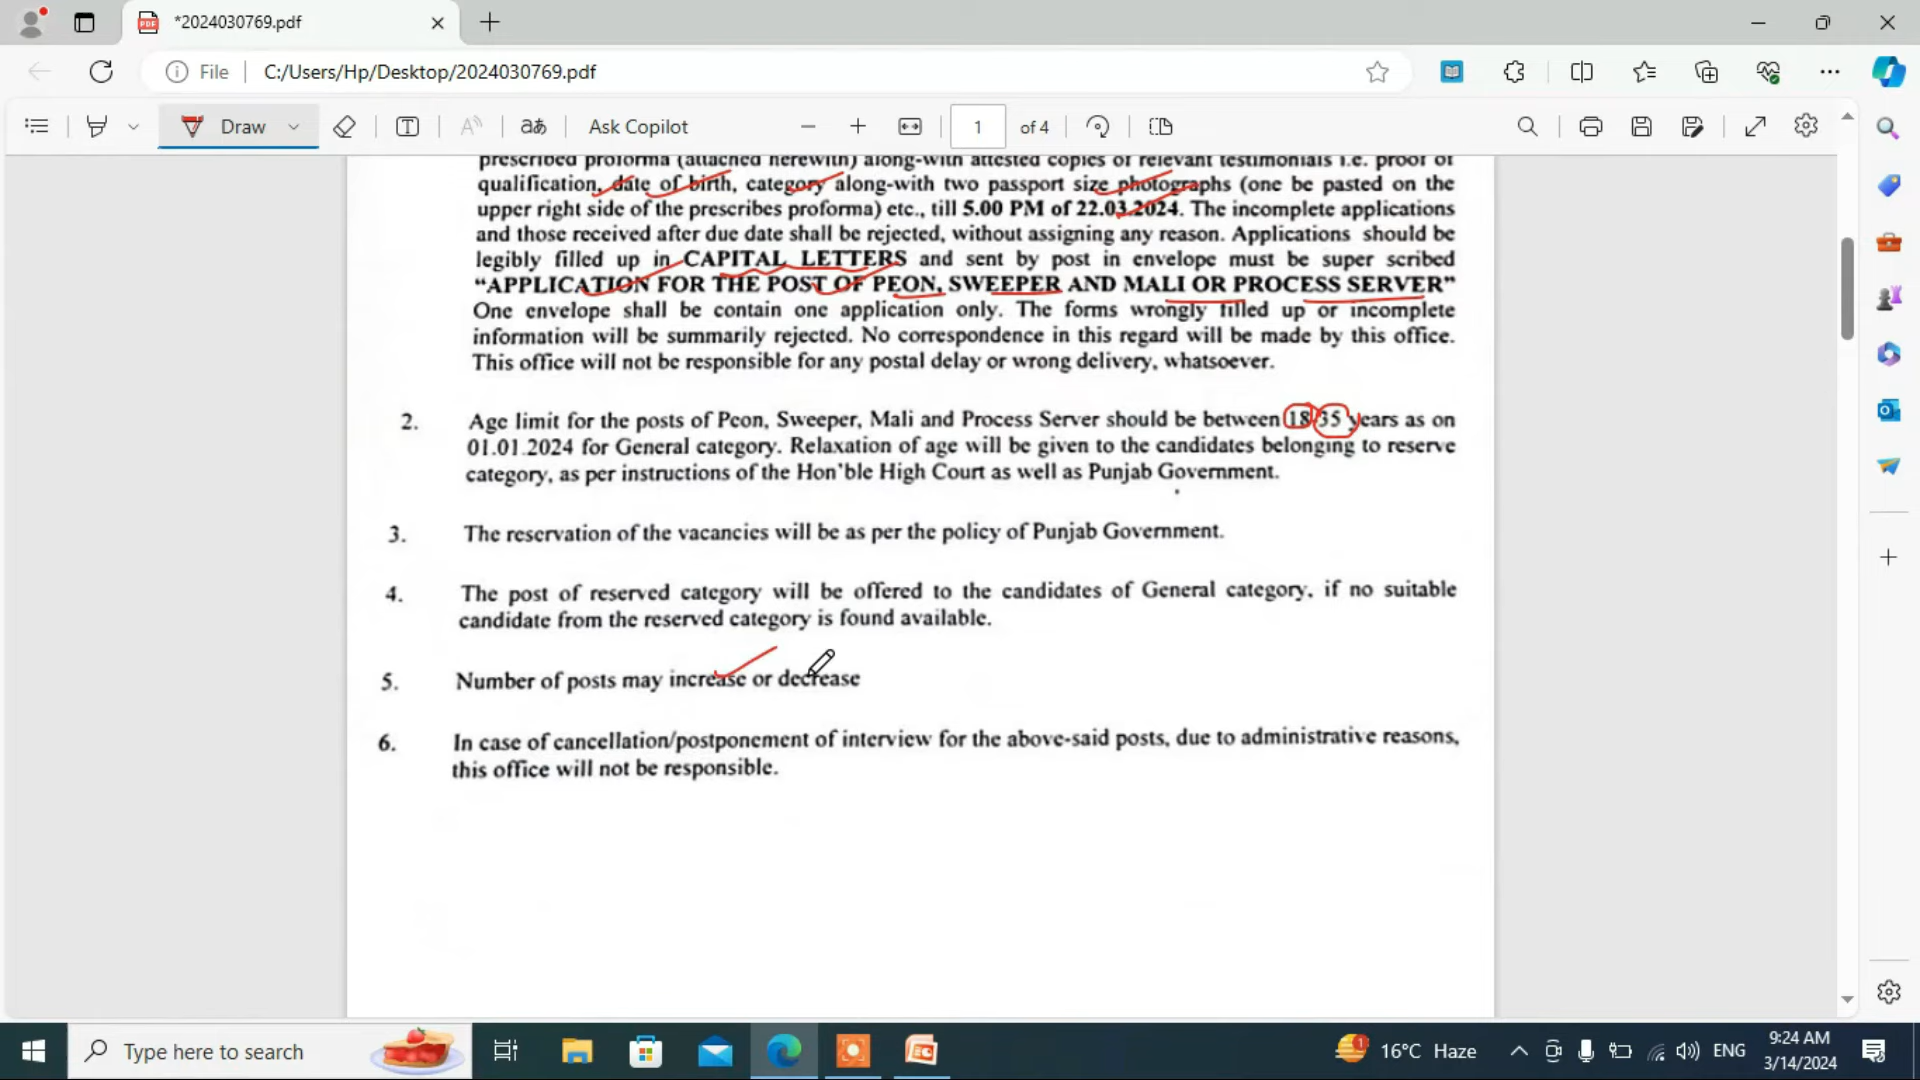 *2024030769.pdf
File
C:/Users/Hp/Desktop/2024030769.pdf
Draw
Ask Copilot
1
of 4
prescribed proforma (attached herewith) along-with attested copies of relevant testimonials i.e. proof of
qualification, date of birth, category along-with two passport size photographs (one be pasted on the
upper right side of the prescribes proforma) etc., till 5.00 PM of 22.03.2024. The incomplete applications
and those received after due date shall be rejected, without assigning any reason. Applications should be
legibly filled up in CAPITAL LETTERS and sent by post in envelope must be super scribed
“APPLICATION FOR THE POST OF PEON, SWEEPER AND MALI OR PROCESS SERVER”
One envelope shall be contain one application only. The forms wrongly filled up or incomplete
information will be summarily rejected. No correspondence in this regard will be made by this office.
This office will not be responsible for any postal delay or wrong delivery, whatsoever.
2. Age limit for the posts of Peon, Sweeper, Mali and Process Server should be between 18-35 years as on
01.01.2024 for General category. Relaxation of age will be given to the candidates belonging to reserve
category, as per instructions of the Hon'ble High Court as well as Punjab Government.
3. The reservation of the vacancies will be as per the policy of Punjab Government.
4. The post of reserved category will be offered to the candidates of General category, if no suitable
candidate from the reserved category is found available.
5. Number of posts may increase or decrease
6. In case of cancellation/postponement of interview for the above-said posts, due to administrative reasons,
this office will not be responsible.
Type here to search
16°C Haze
ENG
9:24 AM
3/14/2024